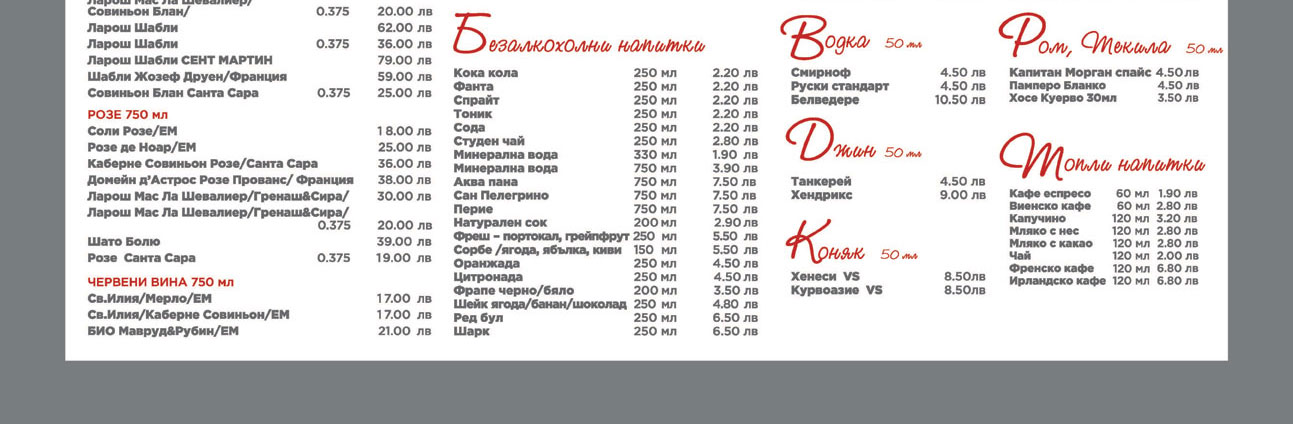 Ларош Мас Ла Шевалиер/
Совиньон Блан/ 0.375 20.00 лв
Ларош Шабли 62.00 лв
Ларош Шабли 0.375 36.00 лв
Ларош Шабли СЕНТ МАРТИН 79.00 лв
Шабли Жозеф Друен/Франция 59.00 лв
Совиньон Блан Санта Сара 0.375 25.00 лв
РОЗЕ 750 мл
Соли Розе/ЕМ 18.00 лв
Розе де Ноар/ЕМ 25.00 лв
Каберне Совиньон Розе/Санта Сара 36.00 лв
Домейн д’Астрос Розе Прованс/ Франция 38.00 лв
Ларош Мас Ла Шевалиер/Гренаш&Сира/ 30.00 лв
Ларош Мас Ла Шевалиер/Гренаш&Сира/
0.375 20.00 лв
Шато Болю 39.00 лв
Розе Санта Сара 0.375 19.00 лв
ЧЕРВЕНИ ВИНА 750 мл
Св.Илия/Мерло/ЕМ 17.00 лв
Св.Илия/Каберне Совиньон/ЕМ 17.00 лв
БИО Мавруд&Рубин/ЕМ 21.00 лв
Безалкохолни напитки
Кока кола 250 мл 2.20 лв
Фанта 250 мл 2.20 лв
Спрайт 250 мл 2.20 лв
Тоник 250 мл 2.20 лв
Сода 250 мл 2.20 лв
Студен чай 250 мл 2.80 лв
Минерална вода 330 мл 1.90 лв
Минерална вода 750 мл 3.90 лв
Аква пана 750 мл 7.50 лв
Сан Пелегрино 750 мл 7.50 лв
Перие 750 мл 7.50 лв
Натурален сок 200 мл 2.90 лв
Фреш – портокал, грейпфрут 250 мл 5.50 лв
Сорбе /ягода, ябълка, киви 150 мл 5.50 лв
Оранжада 250 мл 4.50 лв
Цитронада 250 мл 4.50 лв
Фрапе черно/бяло 200 мл 3.50 лв
Шейк ягода/банан/шоколад 250 мл 4.80 лв
Ред бул 250 мл 6.50 лв
Шарк 250 мл 6.50 лв
Водка 50 мл
Смирноф 4.50 лв
Руски стандарт 4.50 лв
Белведере 10.50 лв
Джин 50 мл
Танкерей 4.50 лв
Хендрикс 9.00 лв
Коняк 50 мл
Хенеси VS 8.50лв
Курвоазие VS 8.50лв
Ром, Текила 50 мл
Капитан Морган спайс 4.50 лв
Памперо Бланко 4.50 лв
Хосе Куерво 30мл 3.50 лв
Топли напитки
Кафе еспресо 60 мл 1.90 лв
Виенско кафе 60 мл 2.80 лв
Капучино 120 мл 3.20 лв
Мляко с нес 120 мл 2.80 лв
Мляко с какао 120 мл 2.80 лв
Чай 120 мл 2.00 лв
Френско кафе 120 мл 6.80 лв
Ирландско кафе 120 мл 6.80 лв